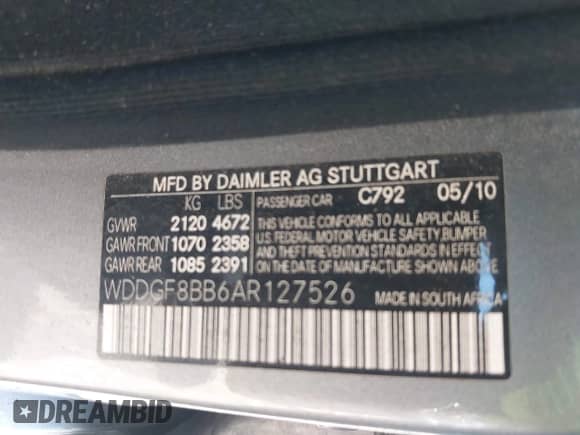 MFD BY DAIMLER AG STUTTGART
KG LBS PASSENGER CAR C792 05/10
GVWR 2120 4672 THIS VEHICLE CONFORMS TO ALL APPLICABLE
GAWR FRONT 1070 2358 U.S. FEDERAL MOTOR VEHICLE SAFETY, BUMPER
AND THEFT PREVENTION STANDARDS IN EFFECT
GAWR REAR 1085 2391 ON THE DATE OF MANUFACTURE SHOWN ABOVE
WDDGF8BB6AR127526 MADE IN SOUTH AFRICA
DREAMBID